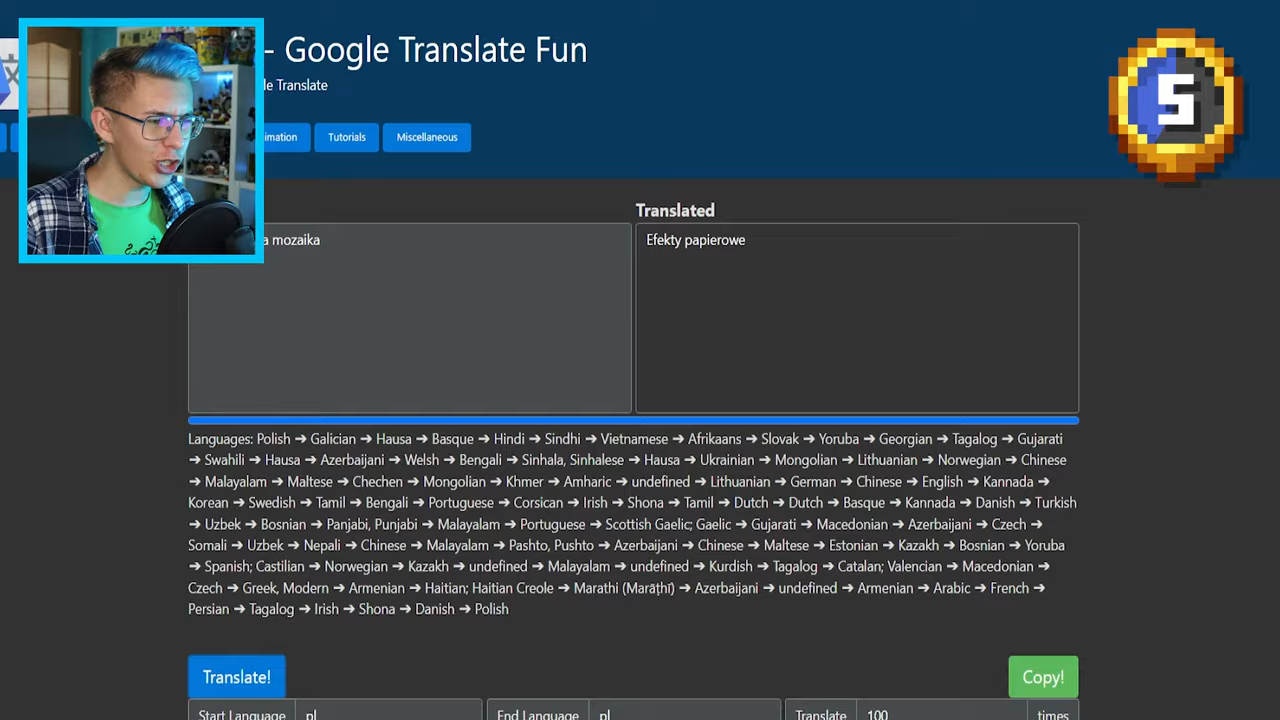 - Google Translate Fun
le Translate
Tutorials
Miscellaneous
S
Translated
mozaika
Efekty papierowe
Languages: Polish ➔ Galician ➔ Hausa ➔ Basque ➔ Hindi ➔ Sindhi ➔ Vietnamese ➔ Afrikaans ➔ Slovak ➔ Yoruba ➔ Georgian ➔ Tagalog ➔ Gujarati
➔ Swahili ➔ Hausa ➔ Azerbaijani ➔ Welsh ➔ Bengali ➔ Sinhala, Sinhalese ➔ Hausa ➔ Ukrainian ➔ Mongolian ➔ Lithuanian ➔ Norwegian ➔ Chinese
➔ Malayalam ➔ Maltese ➔ Chechen ➔ Mongolian ➔ Khmer ➔ Amharic ➔ undefined ➔ Lithuanian ➔ German ➔ Chinese ➔ English ➔ Kannada ➔
Korean ➔ Swedish ➔ Tamil ➔ Bengali ➔ Portuguese ➔ Corsican ➔ Irish ➔ Shona ➔ Tamil ➔ Dutch ➔ Dutch ➔ Basque ➔ Kannada ➔ Danish ➔ Turkish
➔ Uzbek ➔ Bosnian ➔ Panjabi, Punjabi ➔ Malayalam ➔ Portuguese ➔ Scottish Gaelic; Gaelic ➔ Gujarati ➔ Macedonian ➔ Azerbaijani ➔ Czech ➔
Somali ➔ Uzbek ➔ Nepali ➔ Chinese ➔ Malayalam ➔ Pashto, Pushto ➔ Azerbaijani ➔ Chinese ➔ Maltese ➔ Estonian ➔ Kazakh ➔ Bosnian ➔ Yoruba
➔ Spanish; Castilian ➔ Norwegian ➔ Kazakh ➔ undefined ➔ Malayalam ➔ undefined ➔ Kurdish ➔ Tagalog ➔ Catalan; Valencian ➔ Macedonian ➔
Czech ➔ Greek, Modern ➔ Armenian ➔ Haitian; Haitian Creole ➔ Marathi (Marāṭhī) ➔ Azerbaijani ➔ undefined ➔ Armenian ➔ Arabic ➔ French ➔
Persian ➔ Tagalog ➔ Irish ➔ Shona ➔ Danish ➔ Polish
Translate!
Copy!
Start Language pl
End Language pl
Translate 100 times